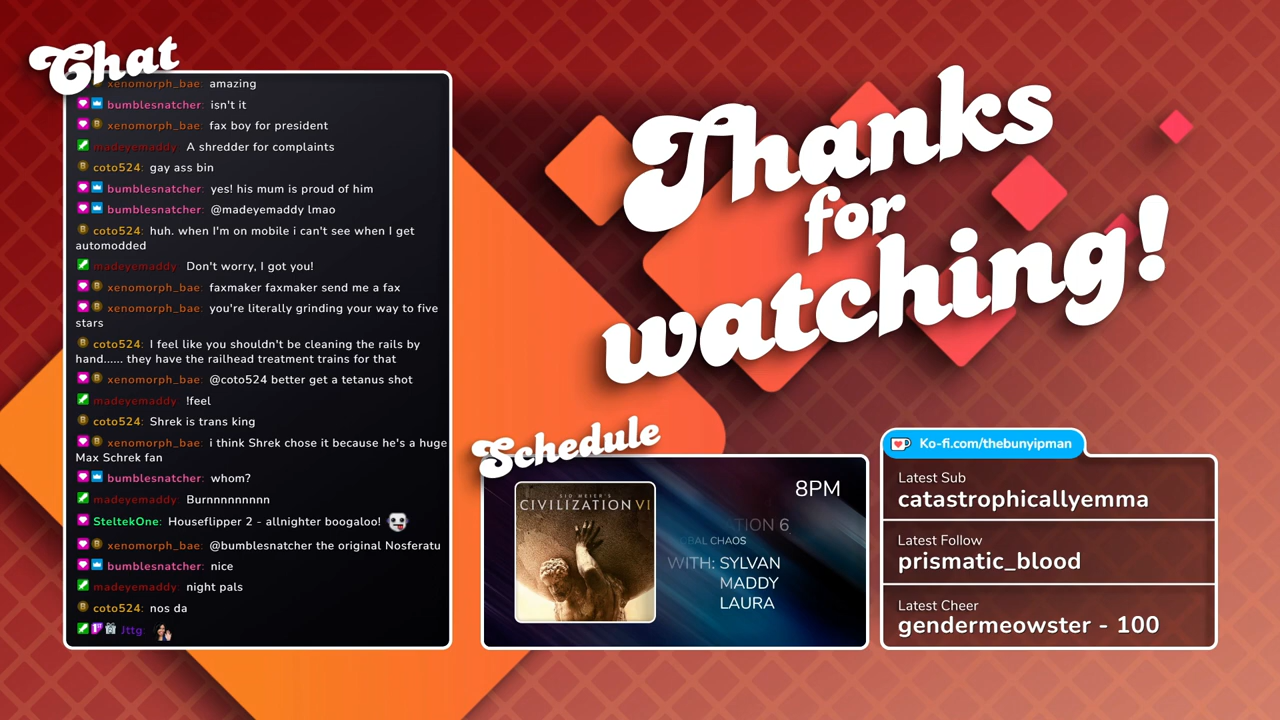 Chat
xenomorph_bae: amazing
bumblesnatcher: isn't it
xenomorph_bae: fax boy for president
madeyemaddy: A shredder for complaints
coto524: gay ass bin
bumblesnatcher: yes! his mum is proud of him
bumblesnatcher: @madeyemaddy lmao
coto524: huh. when I'm on mobile i can't see when I get
automodded
madeyemaddy: Don't worry, I got you!
xenomorph_bae: faxmaker faxmaker send me a fax
xenomorph_bae: you're literally grinding your way to five
stars
coto524: I feel like you shouldn't be cleaning the rails by
hand...... they have the railhead treatment trains for that
xenomorph_bae: @coto524 better get a tetanus shot
madeyemaddy: !feel
coto524: Shrek is trans king
xenomorph_bae: i think Shrek chose it because he's a huge
Max Schrek fan
bumblesnatcher: whom?
madeyemaddy: Burnnnnnnnnn
SteltekOne: Houseflipper 2 - allnighter boogaloo!
xenomorph_bae: @bumblesnatcher the original Nosferatu
bumblesnatcher: nice
madeyemaddy: night pals
coto524: nos da
Jttg:
Thanks
for
watching!
Schedule
SID MEIER'S
CIVILIZATION VI
8PM
TION 6
BAL CHAOS
WITH: SYLVAN
MADDY
LAURA
Ko-fi.com/thebunyipman
Latest Sub
catastrophicallyemma
Latest Follow
prismatic_blood
Latest Cheer
gendermeowster - 100